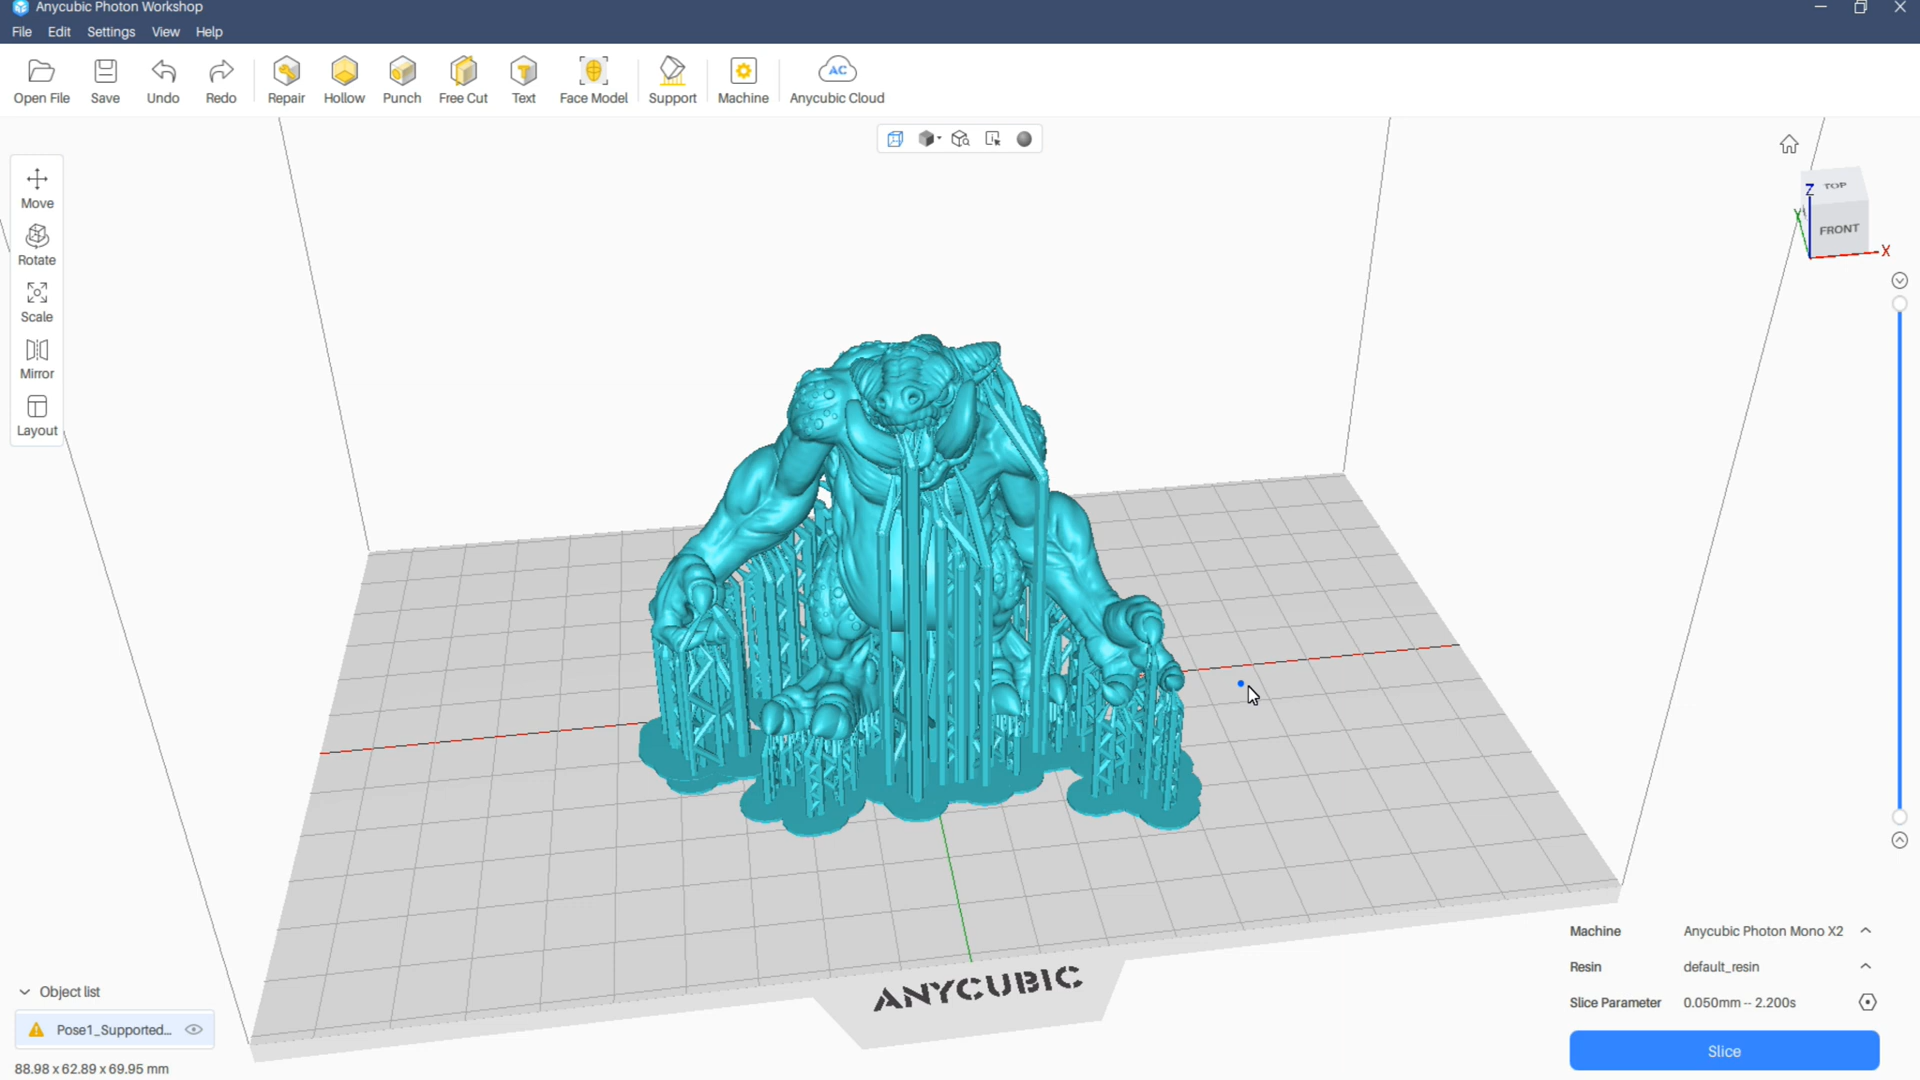 Anycubic Photon Workshop
File Edit Settings View Help
Open File Save Undo Redo Repair Hollow Punch Free Cut Text Face Model Support Machine Anycubic Cloud
AC
Move
Rotate
Scale
Mirror
Layout
TOP
Z
Y
FRONT
X
ANYCUBIC
Machine Anycubic Photon Mono X2
Resin default_resin
Slice Parameter 0.050mm -- 2.200s
Slice
Object list
Pose1_Supported...
88.98 x 62.89 x 69.95 mm